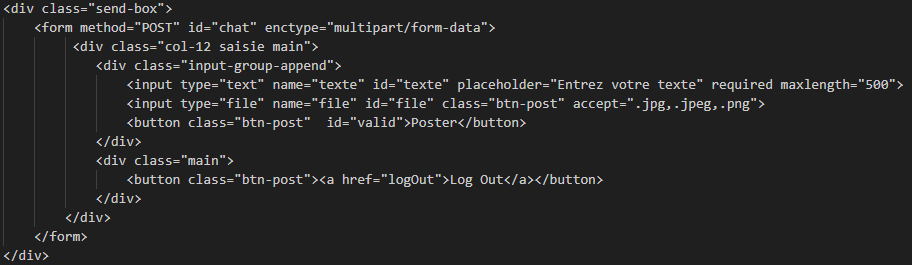 <div class="send-box">
<form method="POST" id="chat" enctype="multipart/form-data">
<div class="col-12 saisie main">
<div class="input-group-append">
<input type="text" name="texte" id="texte" placeholder="Entrez votre texte" required maxlength="500">
<input type="file" name="file" id="file" class="btn-post" accept=".jpg,.jpeg,.png">
<button class="btn-post"  id="valid">Poster</button>
</div>
<div class="main">
<button class="btn-post"><a href="logOut">Log Out</a></button>
</div>
</div>
</form>
</div>